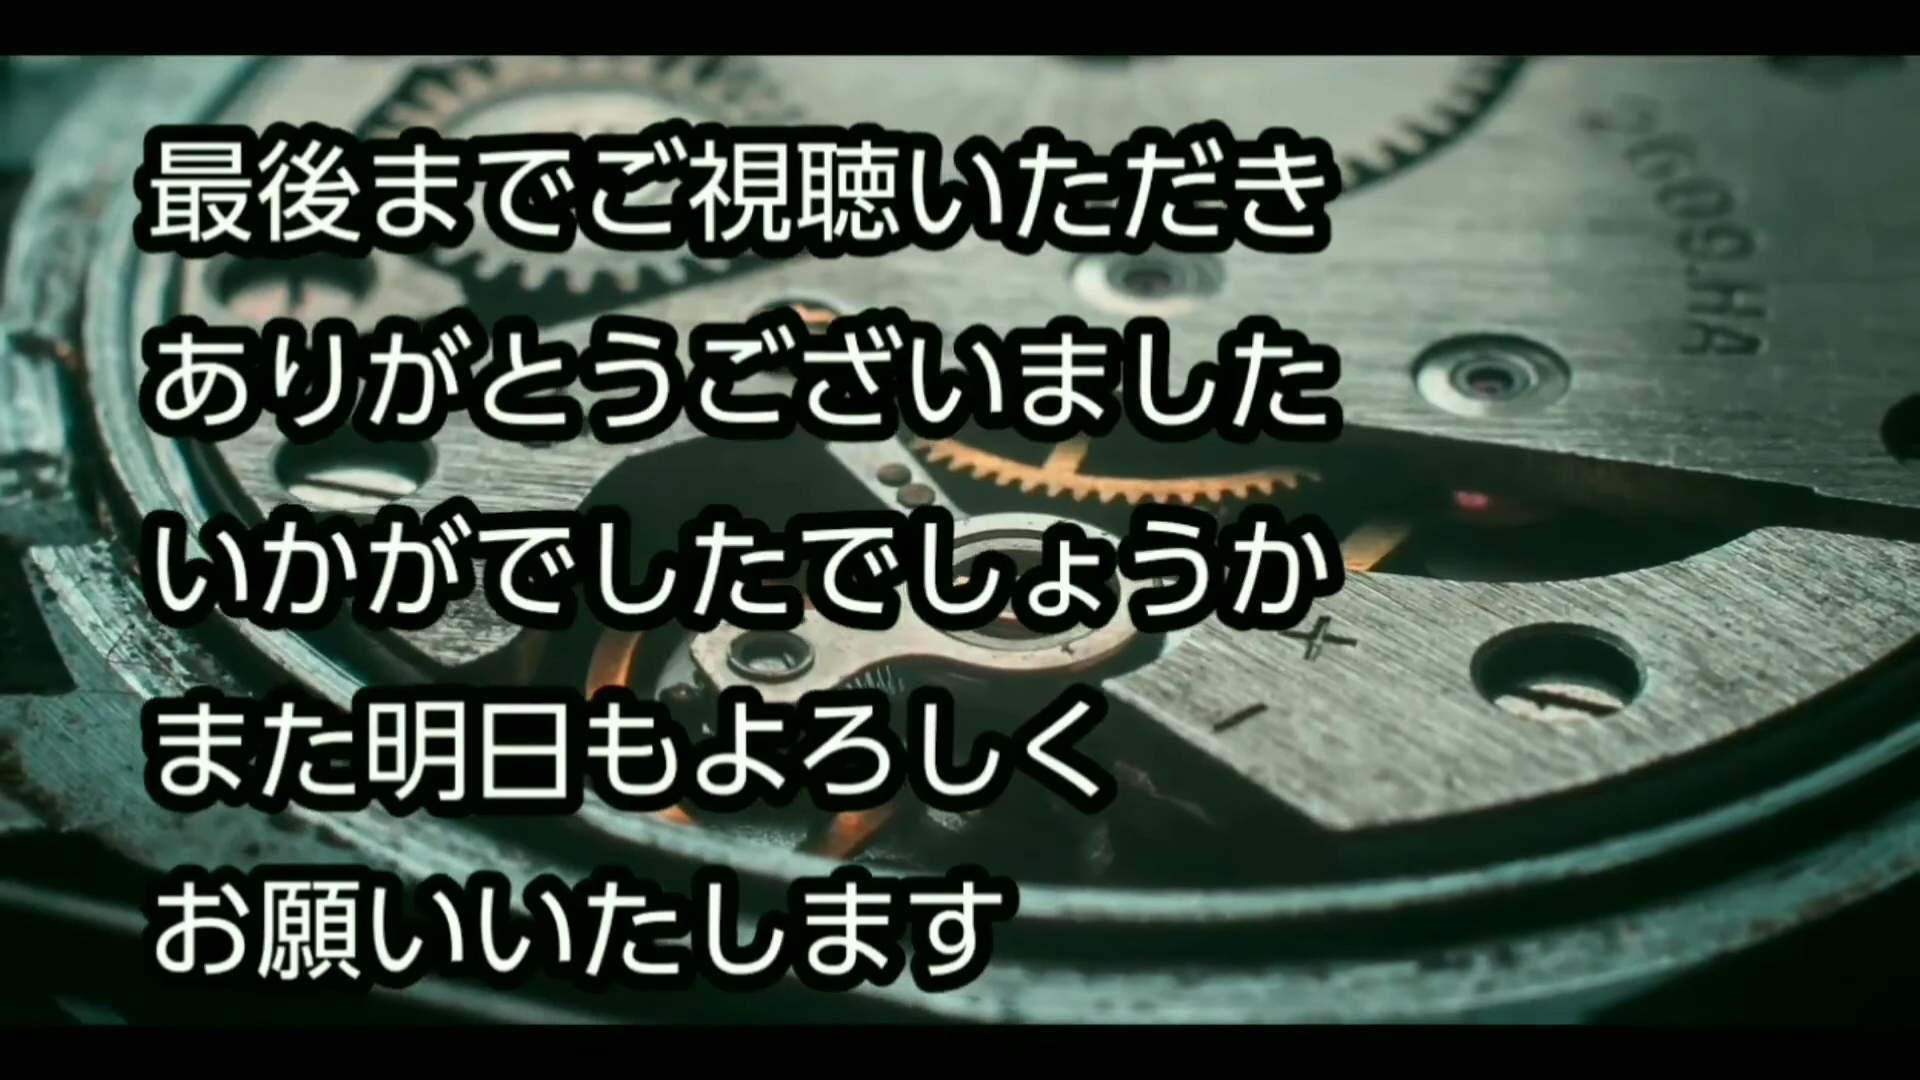 最後までご視聴いただき
ありがとうございました
いかがでしたでしょうか
また明日もよろしく
お願いいたします
+
-